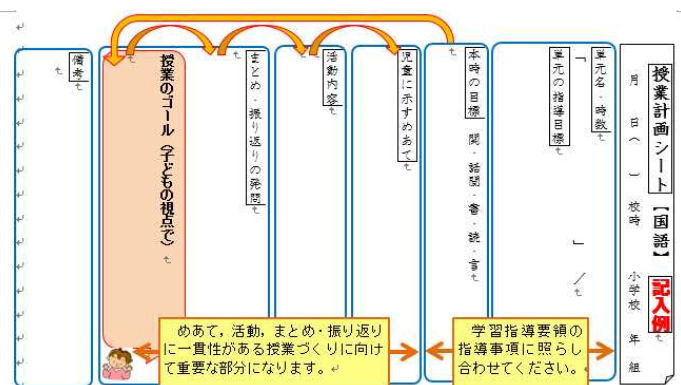 授業計画シート【国語】 記入例
月 日( ) 校時 小学校 年 組
単元名・時数
「 」 /
単元の指導目標
本時の目標 関・話聞・書・読・言
児童に示すめあて
活動内容
まとめ・振り返りの発問
授業のゴール（子どもの視点で）
備考
学習指導要領の
指導事項に照らし
合わせてください。
めあて，活動，まとめ・振り返り
に一貫性がある授業づくりに向け
て重要な部分になります。